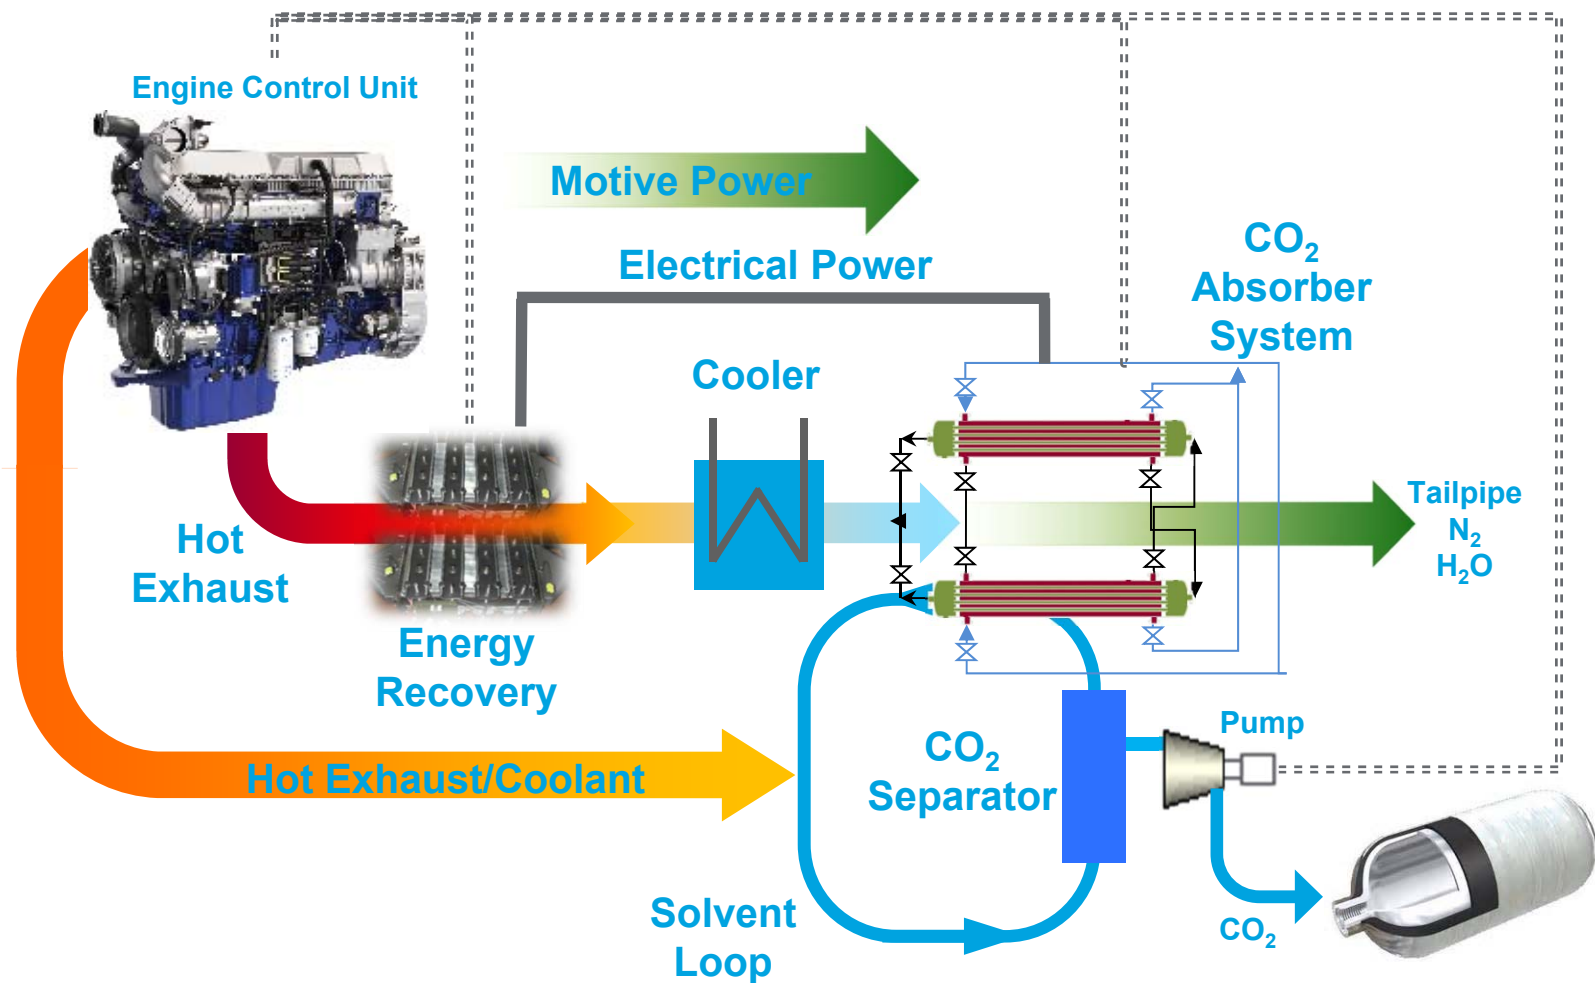 Engine Control Unit
Motive Power
Electrical Power
CO₂
Absorber
System
Cooler
Hot
Exhaust
Energy
Recovery
Tailpipe
N₂
H₂O
Hot Exhaust/Coolant
CO₂
Separator
Pump
Solvent
Loop
CO₂